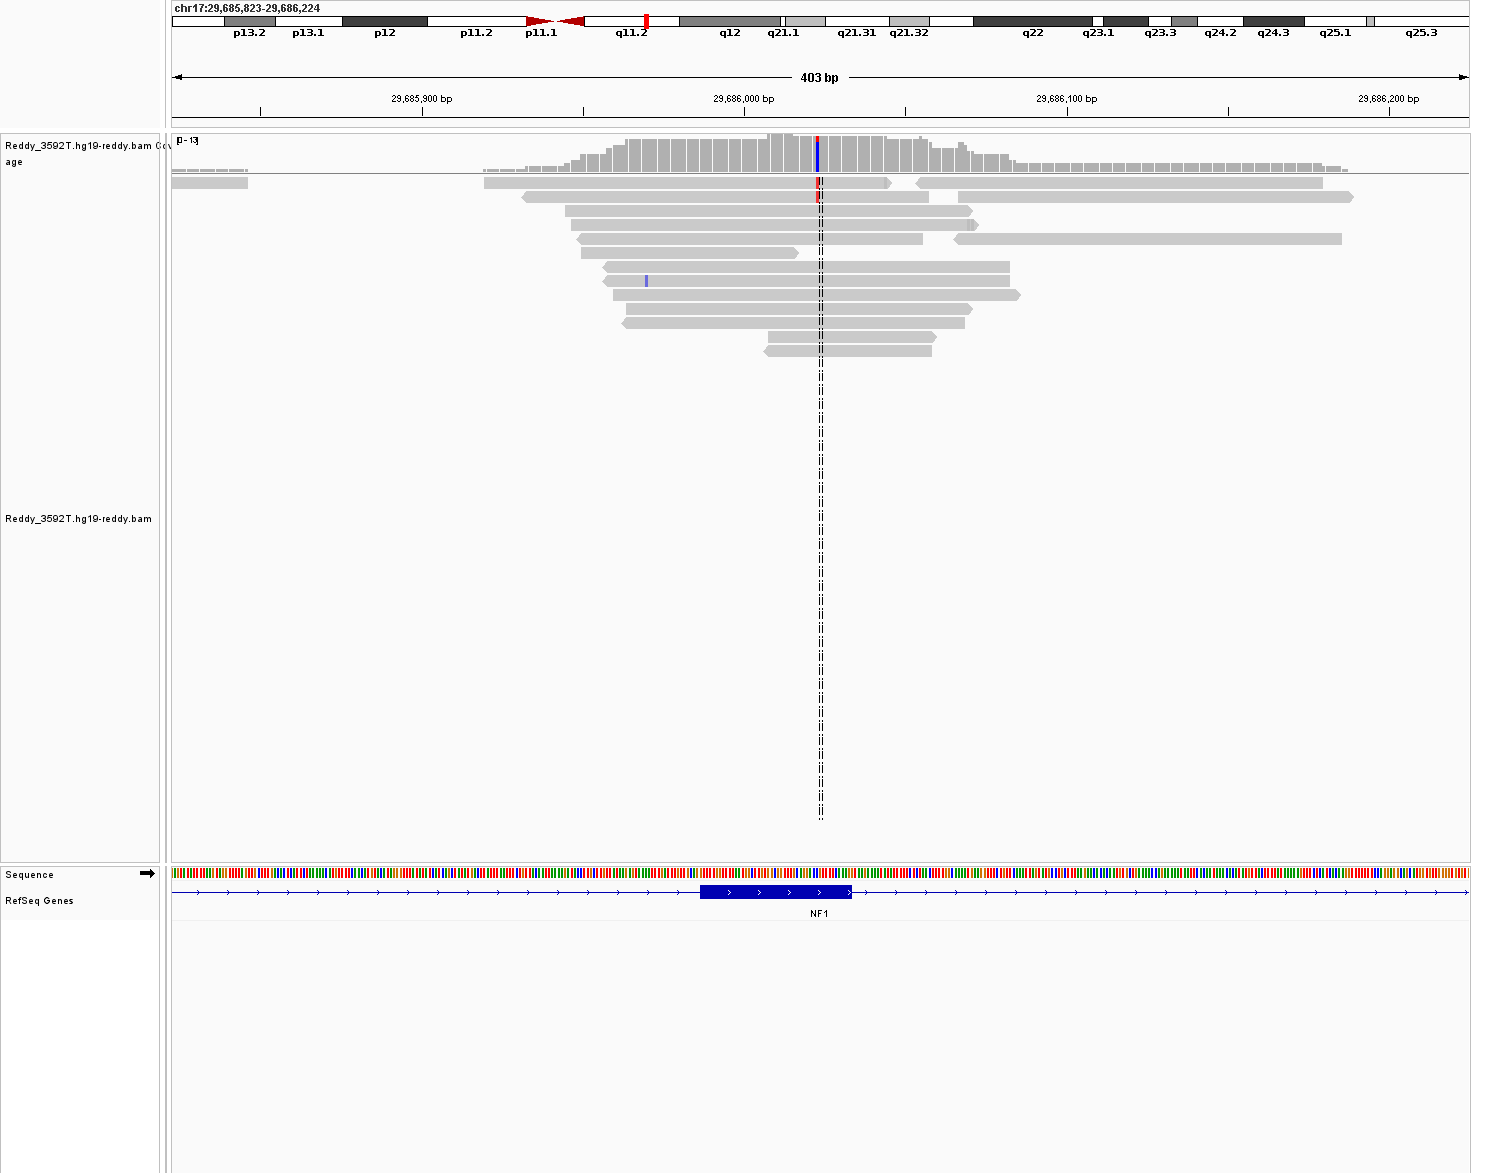 chr17:29,685,823-29,686,224
p13.2 p13.1 p12 p11.2 p11.1 q11.2 q12 q21.1 q21.31 q21.32 q22 q23.1 q23.3 q24.2 q24.3 q25.1 q25.3
403 bp
29,685,900 bp 29,686,000 bp 29,686,100 bp 29,686,200 bp
Reddy_3592T.hg19-reddy.bam Cov
age
[0 - 13]
Reddy_3592T.hg19-reddy.bam
Sequence
RefSeq Genes
NF1